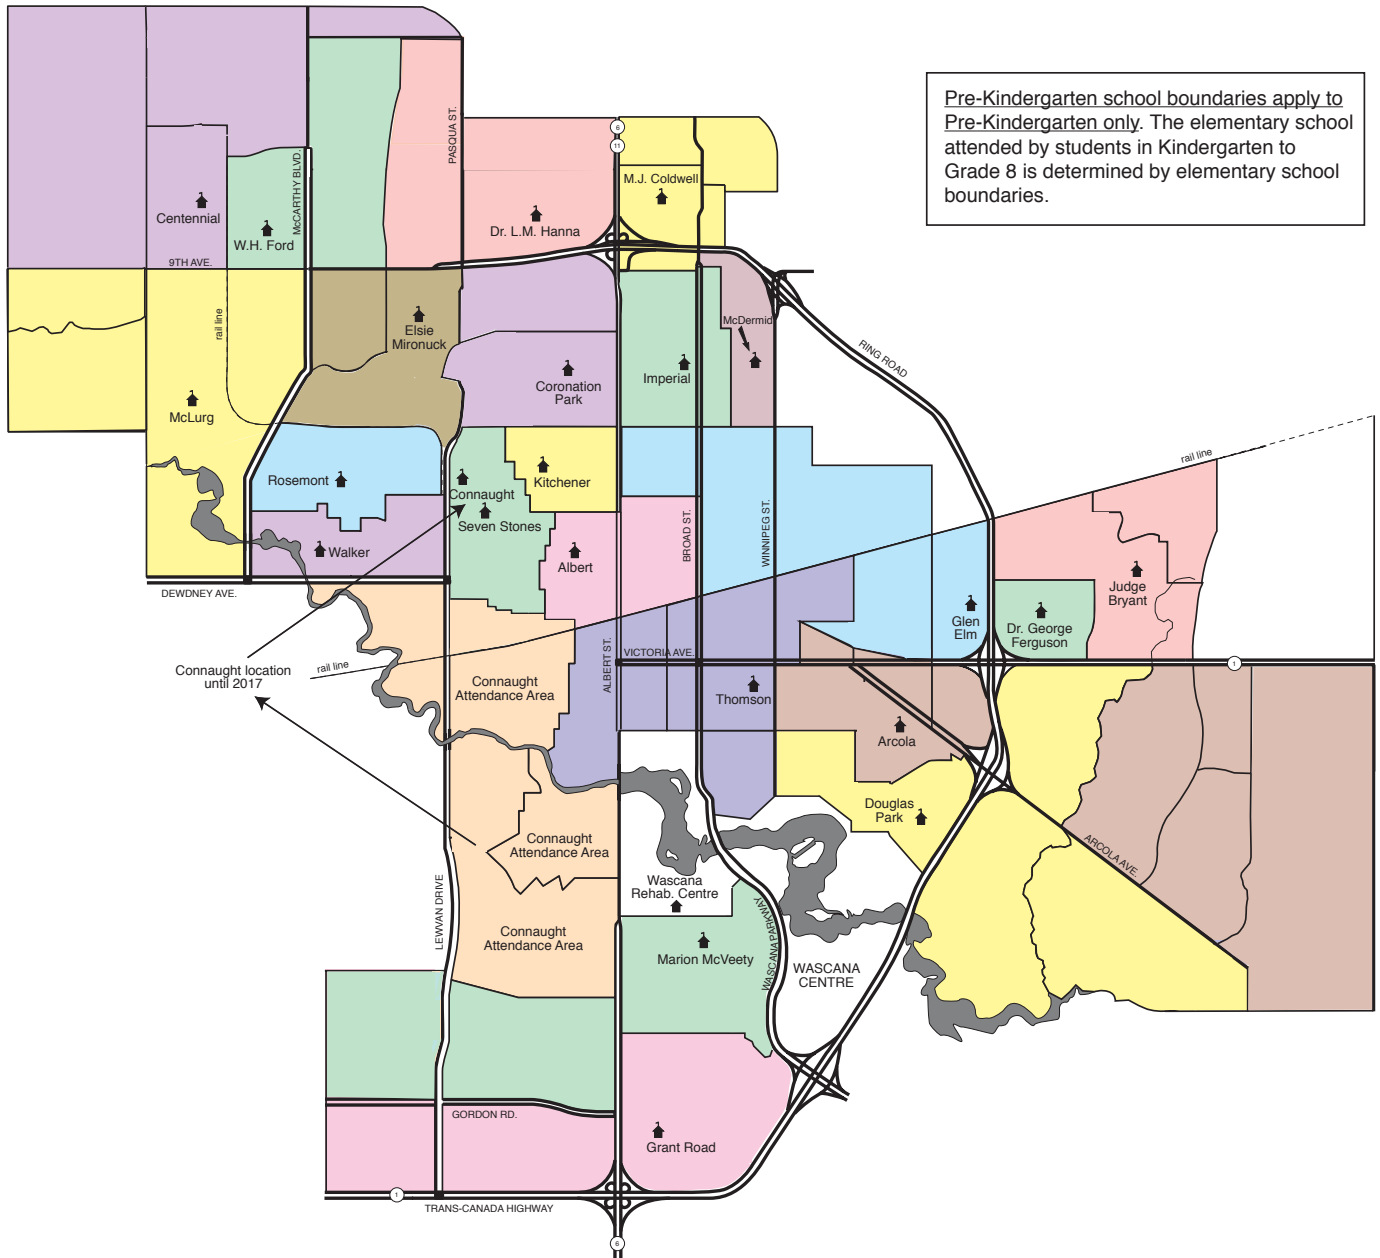 Pre-Kindergarten school boundaries apply to
Pre-Kindergarten only. The elementary school
attended by students in Kindergarten to
Grade 8 is determined by elementary school
boundaries.
PASQUA ST.
6
11
McCARTHY BLVD.
M.J. Coldwell
Centennial
W.H. Ford
Dr. L.M. Hanna
9TH AVE.
rail line
Elsie
Mironuck
McDermid
RING ROAD
Imperial
Coronation
Park
McLurg
rail line
Rosemont
Connaught
Kitchener
Seven Stones
BROAD ST.
WINNIPEG ST.
Walker
Albert
Judge
Bryant
DEWDNEY AVE.
Glen
Elm
Dr. George
Ferguson
Connaught location
until 2017
rail line
ALBERT ST.
VICTORIA AVE.
1
Connaught
Attendance Area
Thomson
Arcola
Douglas
Park
Connaught
Attendance Area
ARCOLA AVE.
Wascana
Rehab. Centre
LEWVAN DRIVE
Connaught
Attendance Area
Marion McVeety
WASCANA PARKWAY
WASCANA
CENTRE
GORDON RD.
Grant Road
1
TRANS-CANADA HIGHWAY
6